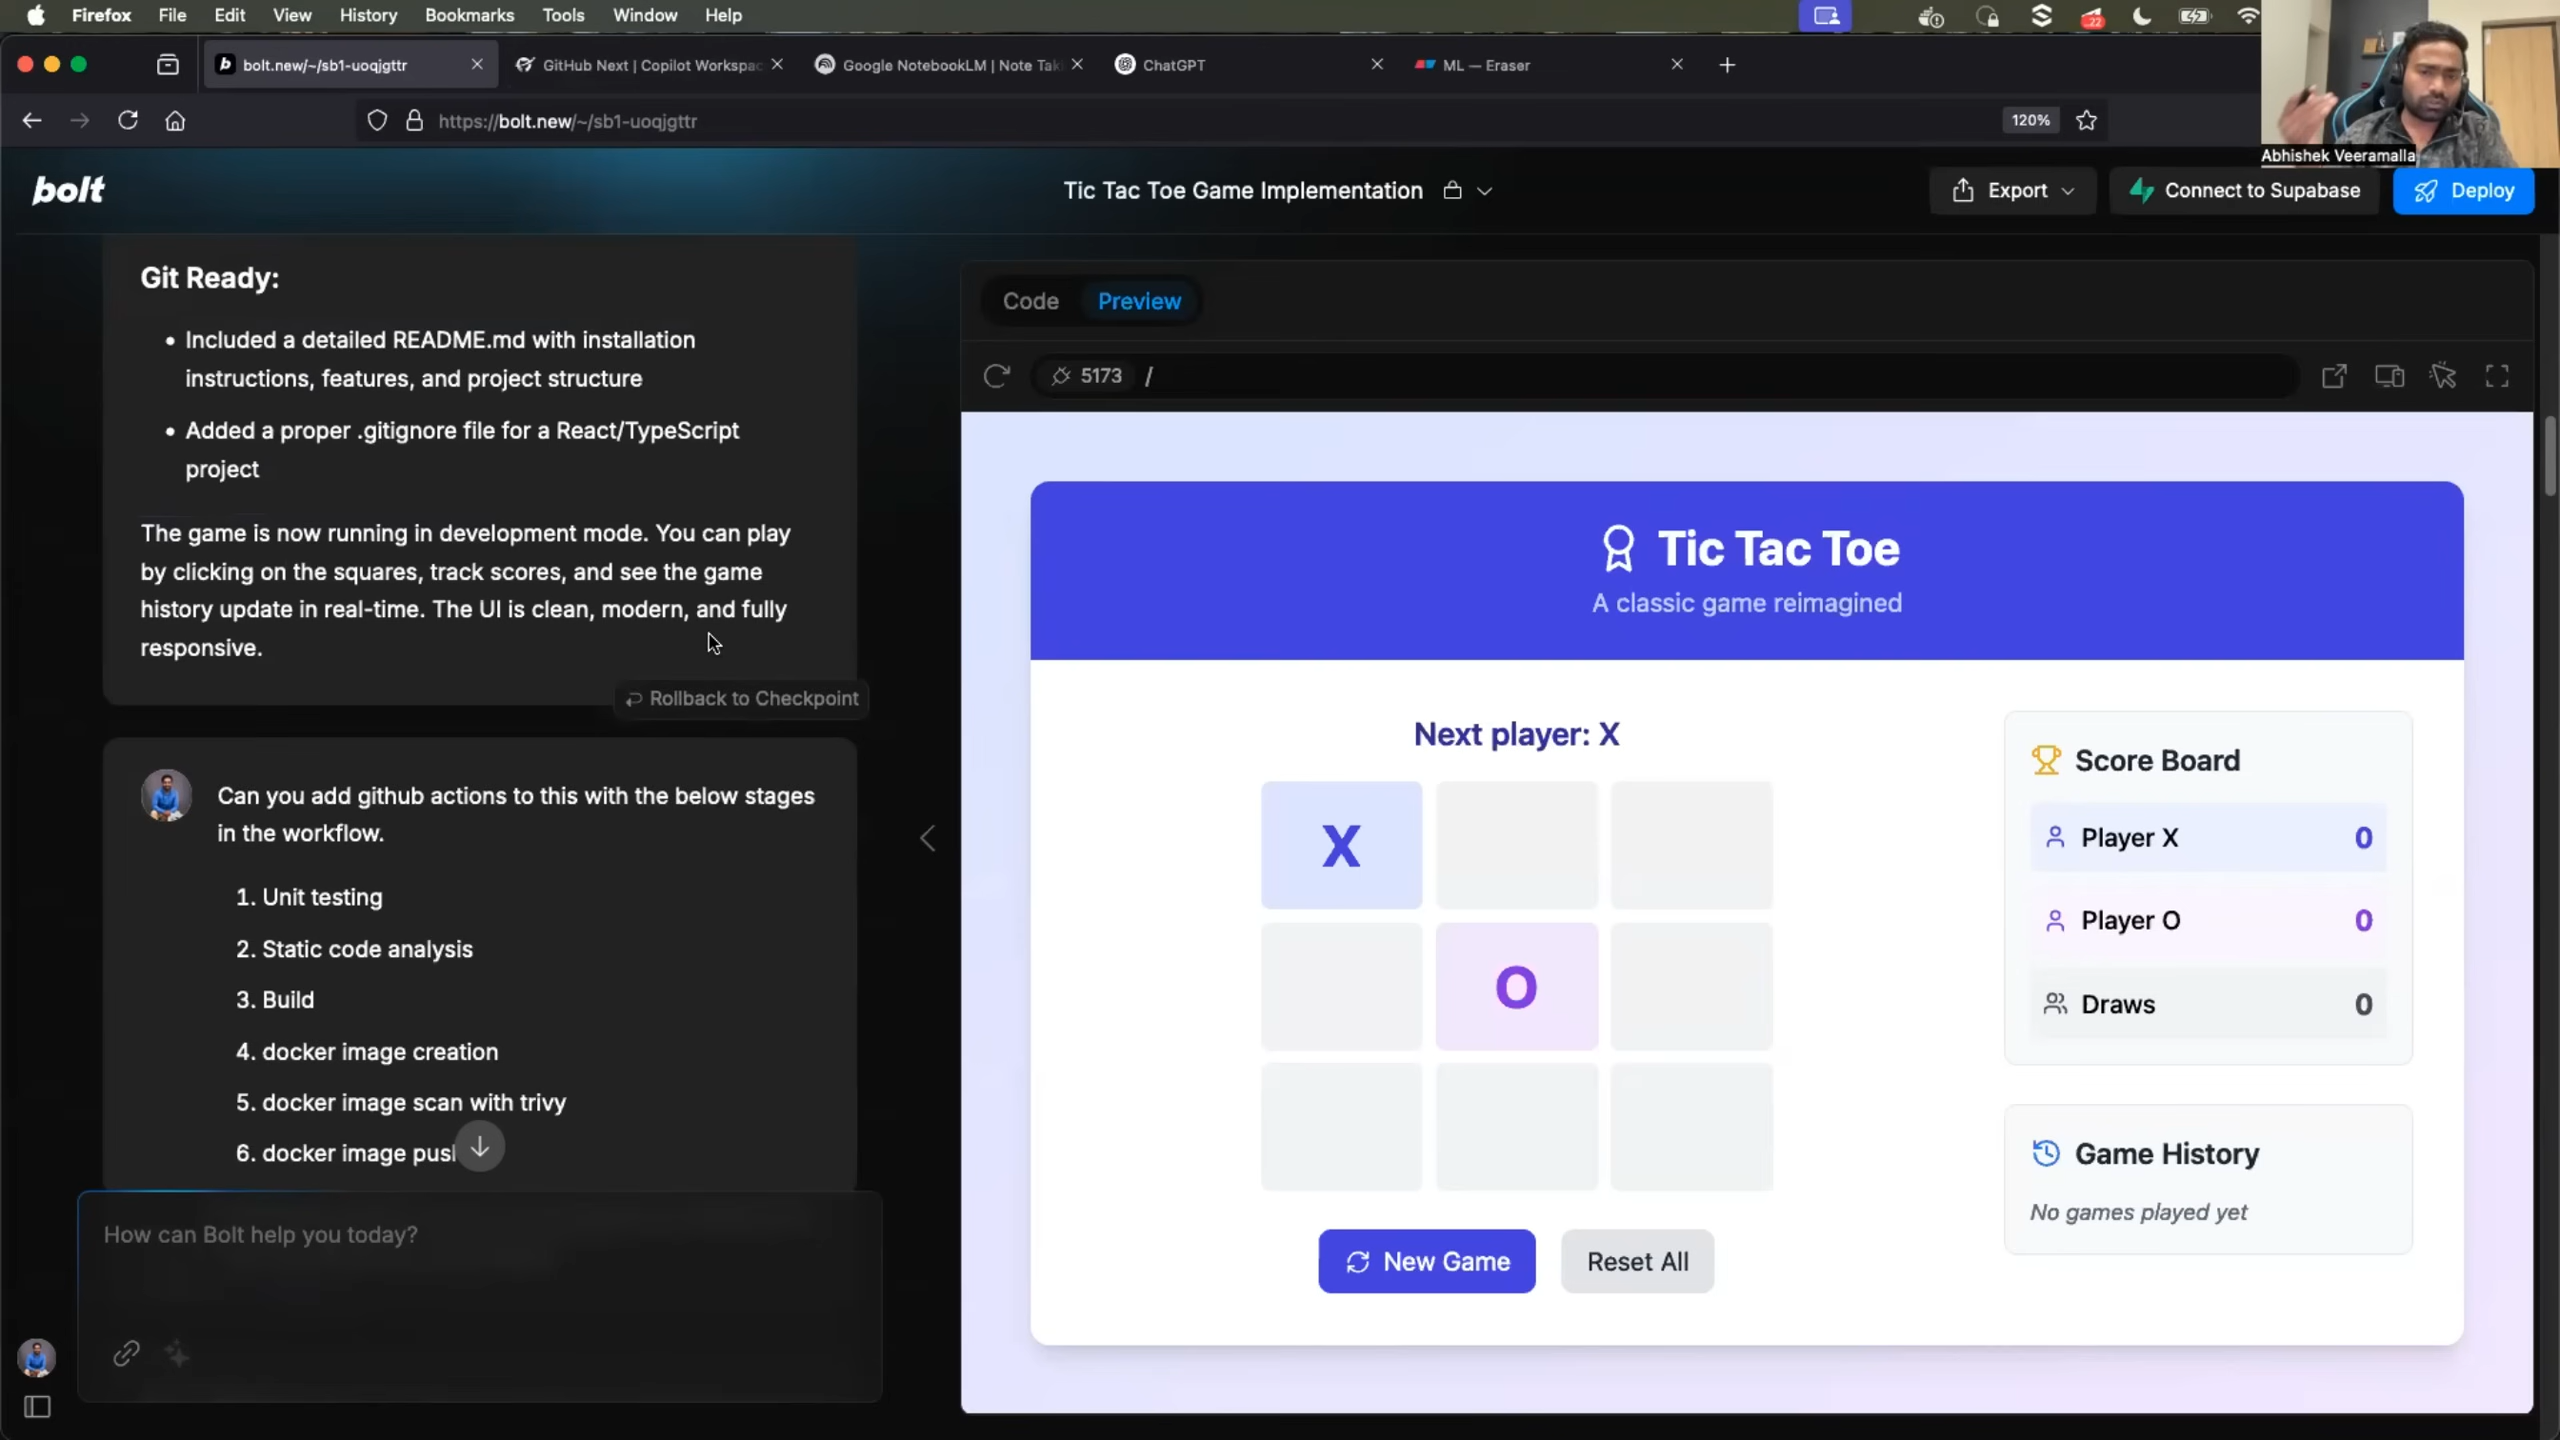 Firefox File Edit View History Bookmarks Tools Window Help
22
bolt.new/~/sb1-uoqjgttr
GitHub Next | Copilot Workspac
Google NotebookLM | Note Taki
ChatGPT
ML — Eraser
https://bolt.new/~/sb1-uoqjgttr
120%
Abhishek Veeramalla
bolt
Tic Tac Toe Game Implementation
Export
Connect to Supabase
Deploy
Git Ready:
• Included a detailed README.md with installation
instructions, features, and project structure
• Added a proper .gitignore file for a React/TypeScript
project
The game is now running in development mode. You can play
by clicking on the squares, track scores, and see the game
history update in real-time. The UI is clean, modern, and fully
responsive.
Rollback to Checkpoint
Can you add github actions to this with the below stages
in the workflow.
1. Unit testing
2. Static code analysis
3. Build
4. docker image creation
5. docker image scan with trivy
6. docker image pus
How can Bolt help you today?
Code Preview
5173 /
Tic Tac Toe
A classic game reimagined
Next player: X
X
O
New Game
Reset All
Score Board
Player X 0
Player O 0
Draws 0
Game History
No games played yet